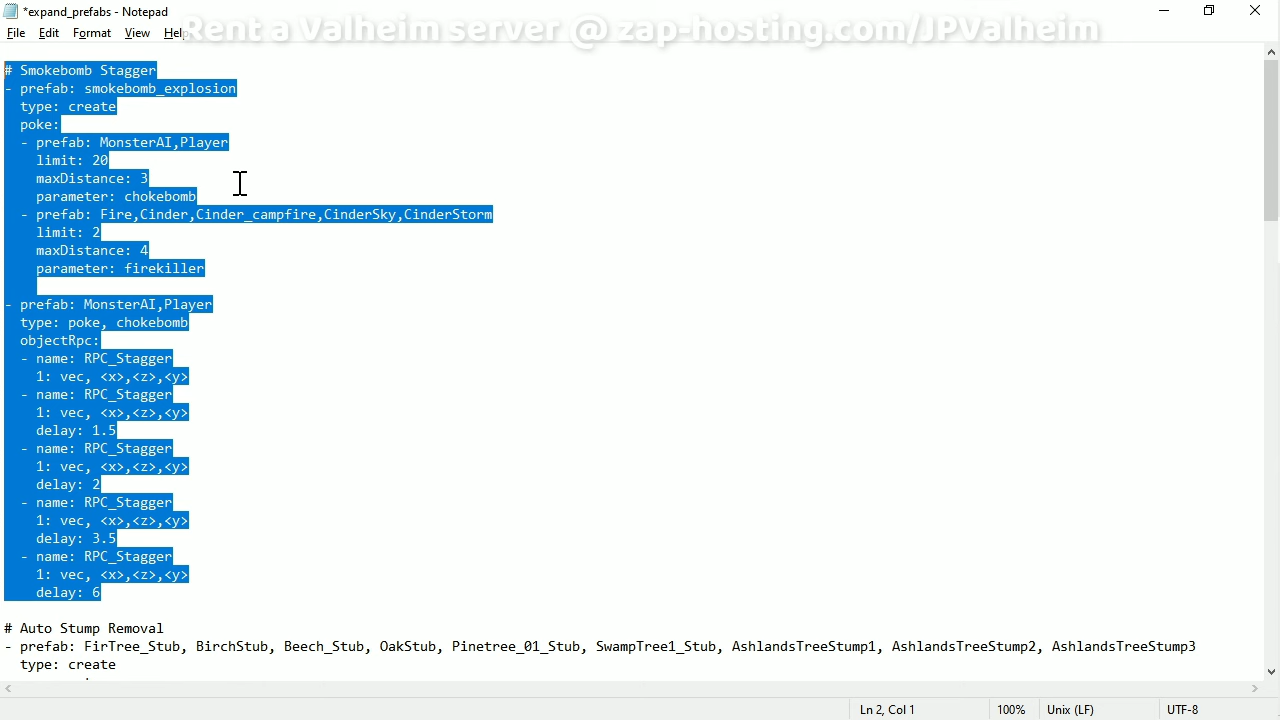 *expand_prefabs - Notepad
File Edit Format View Help
Rent a Valheim server @ zap-hosting.com/JPValheim
# Smokebomb Stagger
- prefab: smokebomb_explosion
  type: create
  poke:
  - prefab: MonsterAI,Player
    limit: 20
    maxDistance: 3
    parameter: chokebomb
  - prefab: Fire,Cinder,Cinder_campfire,CinderSky,CinderStorm
    limit: 2
    maxDistance: 4
    parameter: firekiller
- prefab: MonsterAI,Player
  type: poke, chokebomb
  objectRpc:
  - name: RPC_Stagger
    1: vec, <x>,<z>,<y>
  - name: RPC_Stagger
    1: vec, <x>,<z>,<y>
    delay: 1.5
  - name: RPC_Stagger
    1: vec, <x>,<z>,<y>
    delay: 2
  - name: RPC_Stagger
    1: vec, <x>,<z>,<y>
    delay: 3.5
  - name: RPC_Stagger
    1: vec, <x>,<z>,<y>
    delay: 6
# Auto Stump Removal
- prefab: FirTree_Stub, BirchStub, Beech_Stub, OakStub, Pinetree_01_Stub, SwampTree1_Stub, AshlandsTreeStump1, AshlandsTreeStump2, AshlandsTreeStump3
  type: create
Ln 2, Col 1 100% Unix (LF) UTF-8